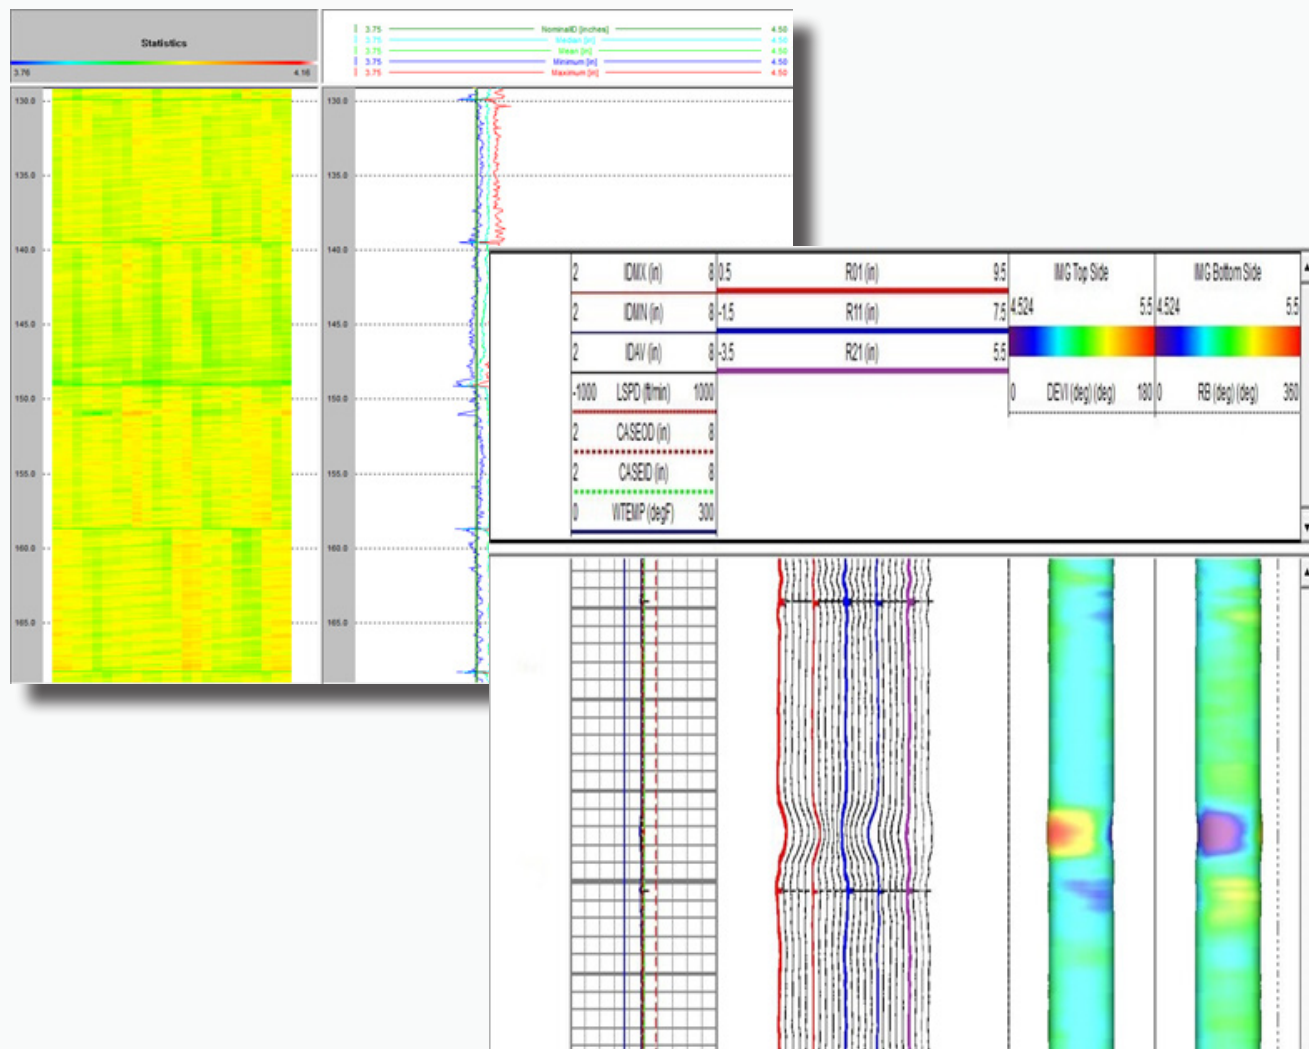 Statistics
3.76 4.16
3.75 NominalID [inches] 4.50
3.75 Median [in] 4.50
3.75 Mean [in] 4.50
3.75 Minimum [in] 4.50
3.75 Maximum [in] 4.50
130.0 130.0
135.0 135.0
140.0 140.0
145.0 145.0
150.0 150.0
155.0 155.0
160.0 160.0
165.0 165.0
2 IDMX (in) 8 0.5 R01 (in) 9.5 IMG Top Side IMG Bottom Side
2 IDMN (in) 8 -1.5 R11 (in) 7.5 4.524 5.5 4.524 5.5
2 IDAV (in) 8 -3.5 R21 (in) 5.5
-1000 LSPD (ft/min) 1000 0 DEVI (deg) (deg) 180 0 RB (deg) (deg) 360
2 CASEOD (in) 8
2 CASEID (in) 8
0 WTEMP (degF) 300